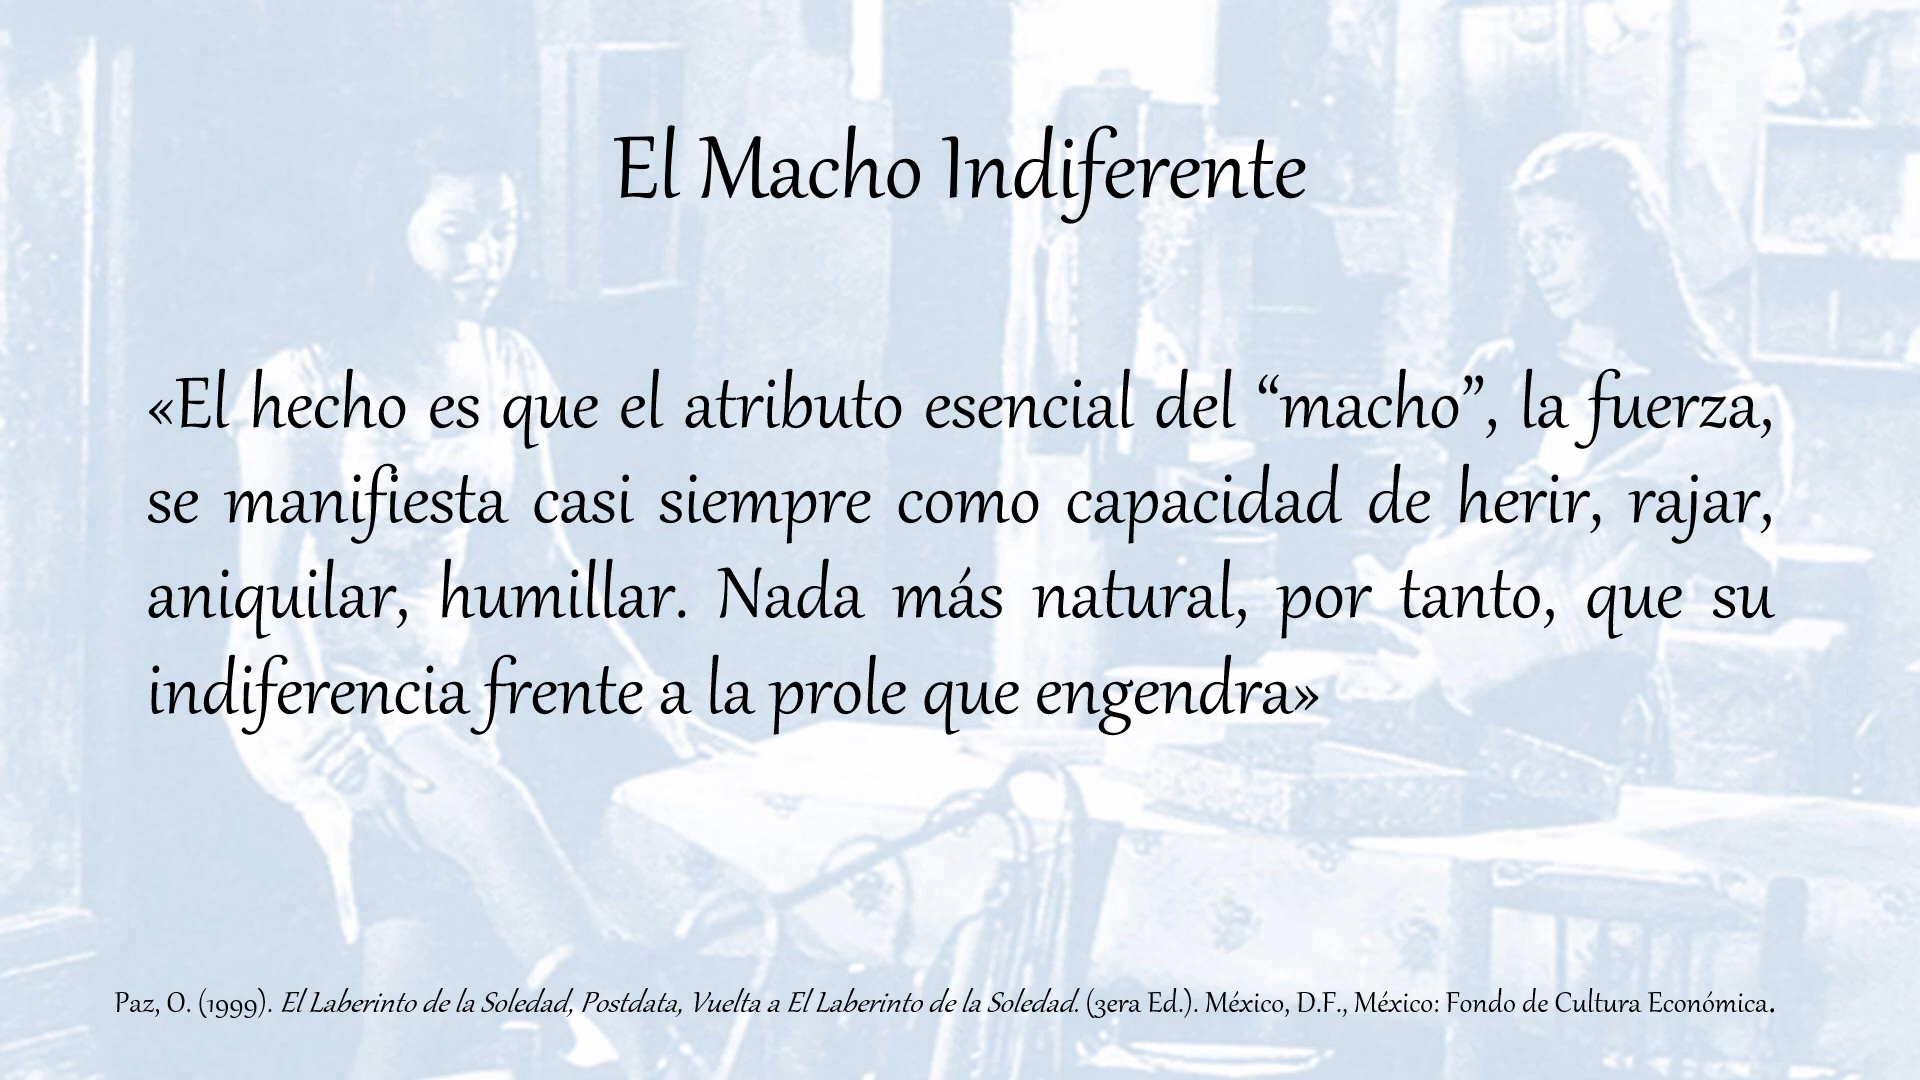 El Macho Indiferente
«El hecho es que el atributo esencial del “macho”, la fuerza,
se manifiesta casi siempre como capacidad de herir, rajar,
aniquilar, humillar. Nada más natural, por tanto, que su
indiferencia frente a la prole que engendra»
Paz, O. (1999). El Laberinto de la Soledad, Postdata, Vuelta a El Laberinto de la Soledad. (3era Ed.). México, D.F., México: Fondo de Cultura Económica.